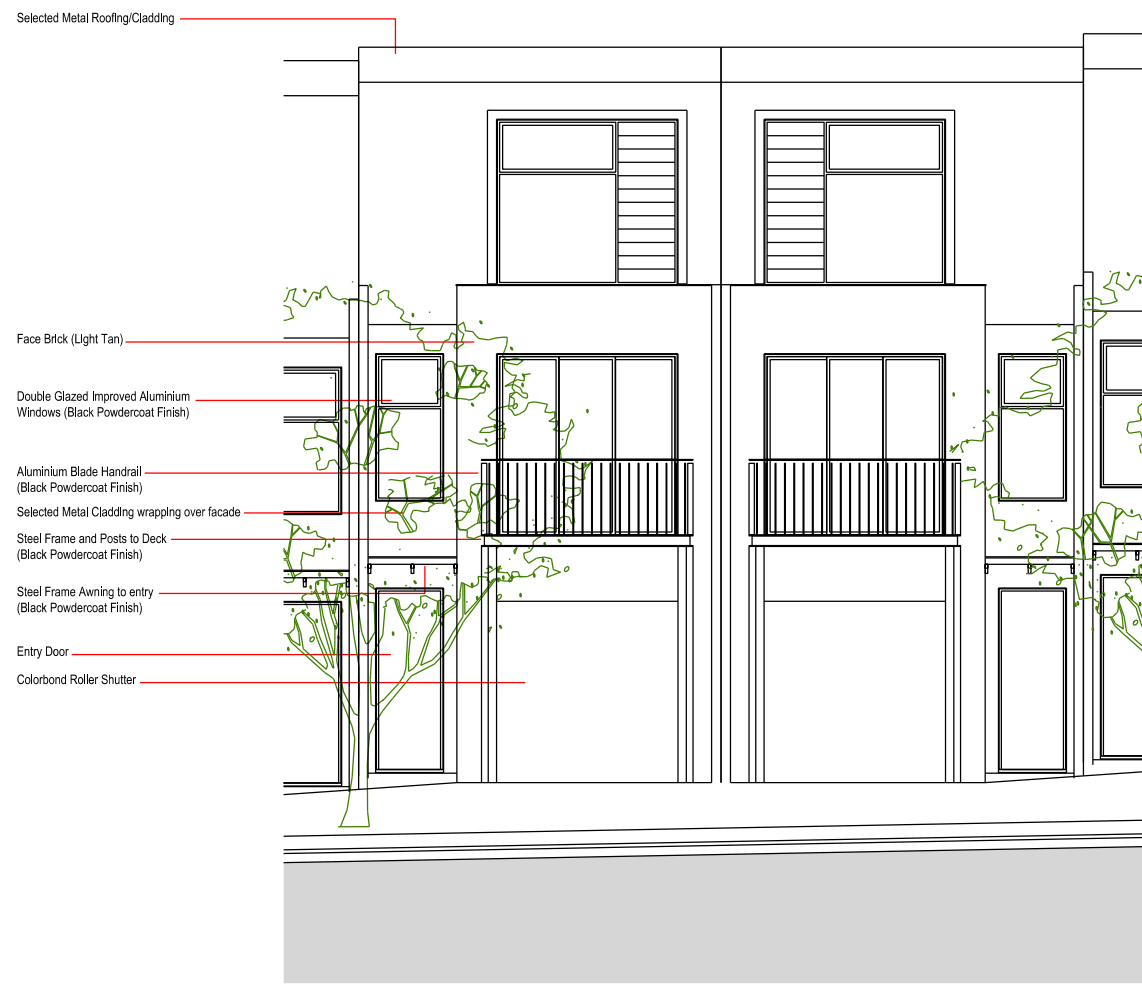 Selected Metal Roofing/Cladding
Face Brick (Light Tan)
Double Glazed Improved Aluminium
Windows (Black Powdercoat Finish)
Aluminium Blade Handrail
(Black Powdercoat Finish)
Selected Metal Cladding wrapping over facade
Steel Frame and Posts to Deck
(Black Powdercoat Finish)
Steel Frame Awning to entry
(Black Powdercoat Finish)
Entry Door
Colorbond Roller Shutter